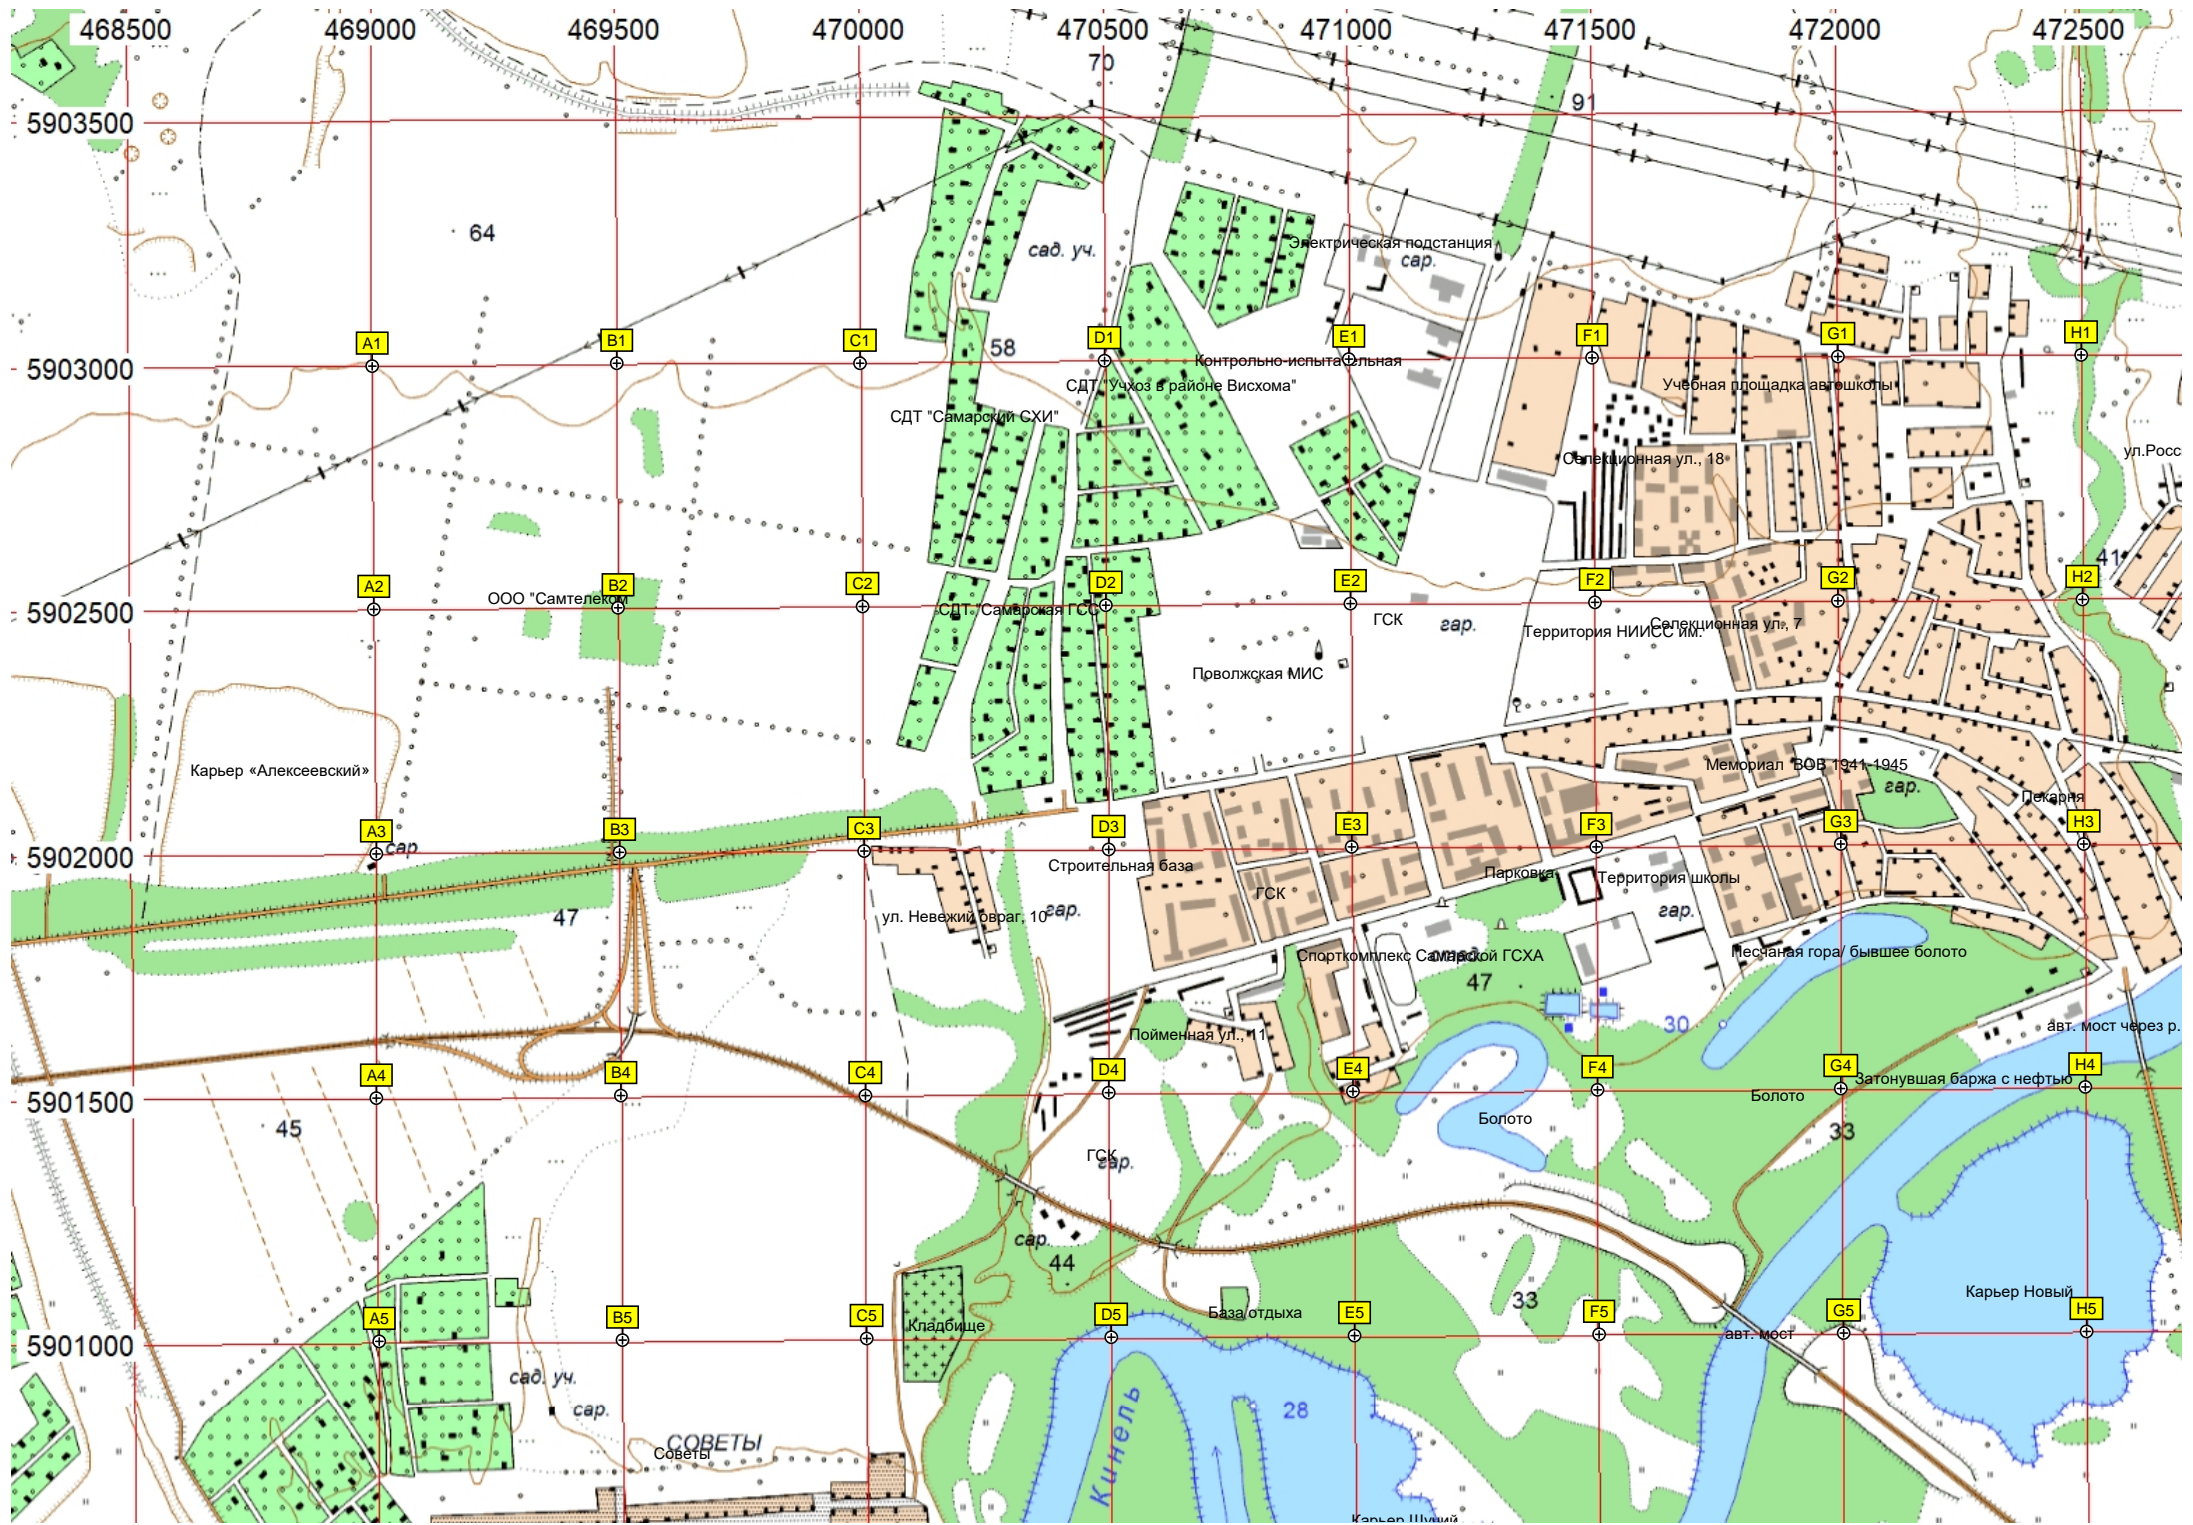 468500 469000 469500 470000 470500 471000 471500 472000 472500
70
91
5903500
64
сад. уч.
Электрическая подстанция
сар.
A1 B1 C1 D1 E1 F1 G1 H1
58
5903000
Контрольно-испытательная
СДТ "Учхоз в районе Висхома"
Учебная площадка автошколы
СДТ "Самарский СХИ"
ул.Росс
Селекционная ул., 18
41
A2 B2 C2 D2 E2 F2 G2 H2
ООО "Самтелеком
5902500
СДТ "Самарская ГСС
ГСК
гар.
Территория НИИСС им.
Селекционная ул., 7
Поволжская МИС
Карьер «Алексеевский»
Мемориал ВОВ 1941-1945
гар.
Пекарня
A3 B3 C3 D3 E3 F3 G3 H3
сар
5902000
Строительная база
Парковка
Территория школы
ГСК
47
ул. Невежий овраг, 10
гар.
гар.
Песчаная гора/ бывшее болото
Спорткомплекс Самарской ГСХА
47
30
Пойменная ул., 11
авт. мост через р.
A4 B4 C4 D4 E4 F4 G4 H4
Затонувшая баржа с нефтью
5901500
Болото
45
Болото
33
ГСК
гар.
сар.
44
Карьер Новый
33
A5 B5 C5 D5 E5 F5 G5 H5
База отдыха
Кладбище
авт. мост
5901000
сад. уч.
сар.
28
Кинель
СОВЕТЫ
Советы
Карьер Щучий